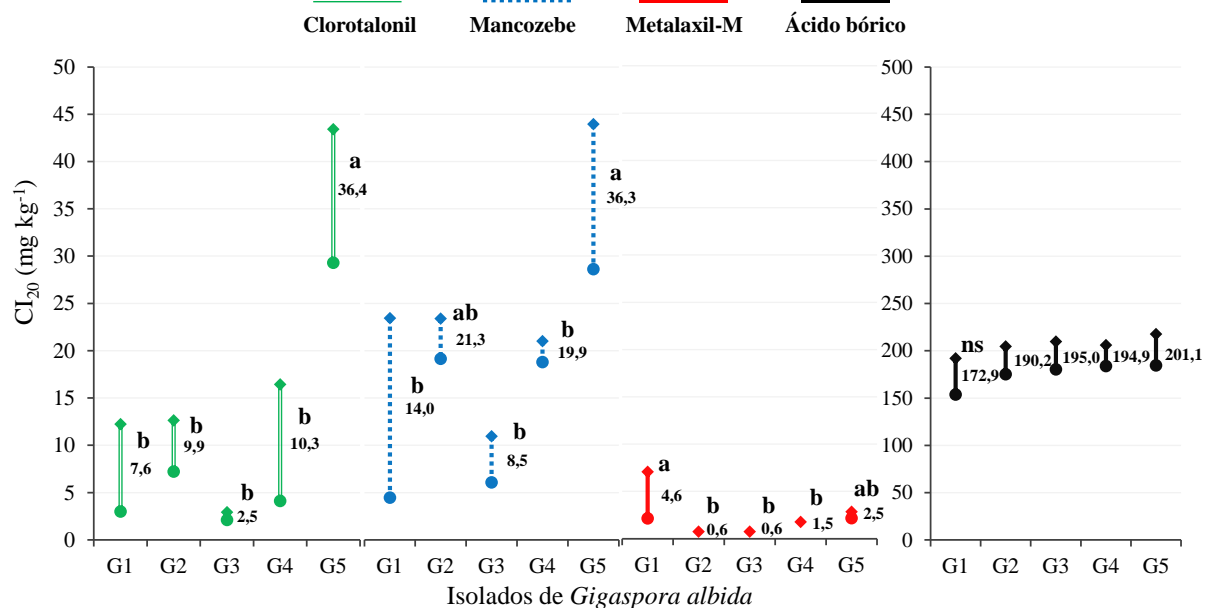 Clorotalonil Mancozebe Metalaxil-M Ácido bórico
50 500
45 450
40 400
35 350
30 300
25 250
20 200
15 150
10 100
5 50
0 0
CI20 (mg kg-1)
b 7,6
b 9,9
b 2,5
b 10,3
a 36,4
b 14,0
ab 21,3
b 8,5
b 19,9
a 36,3
a 4,6
b 0,6
b 0,6
b 1,5
ab 2,5
ns 172,9
190,2
195,0
194,9
201,1
G1 G2 G3 G4 G5 G1 G2 G3 G4 G5 G1 G2 G3 G4 G5 G1 G2 G3 G4 G5
Isolados de Gigaspora albida